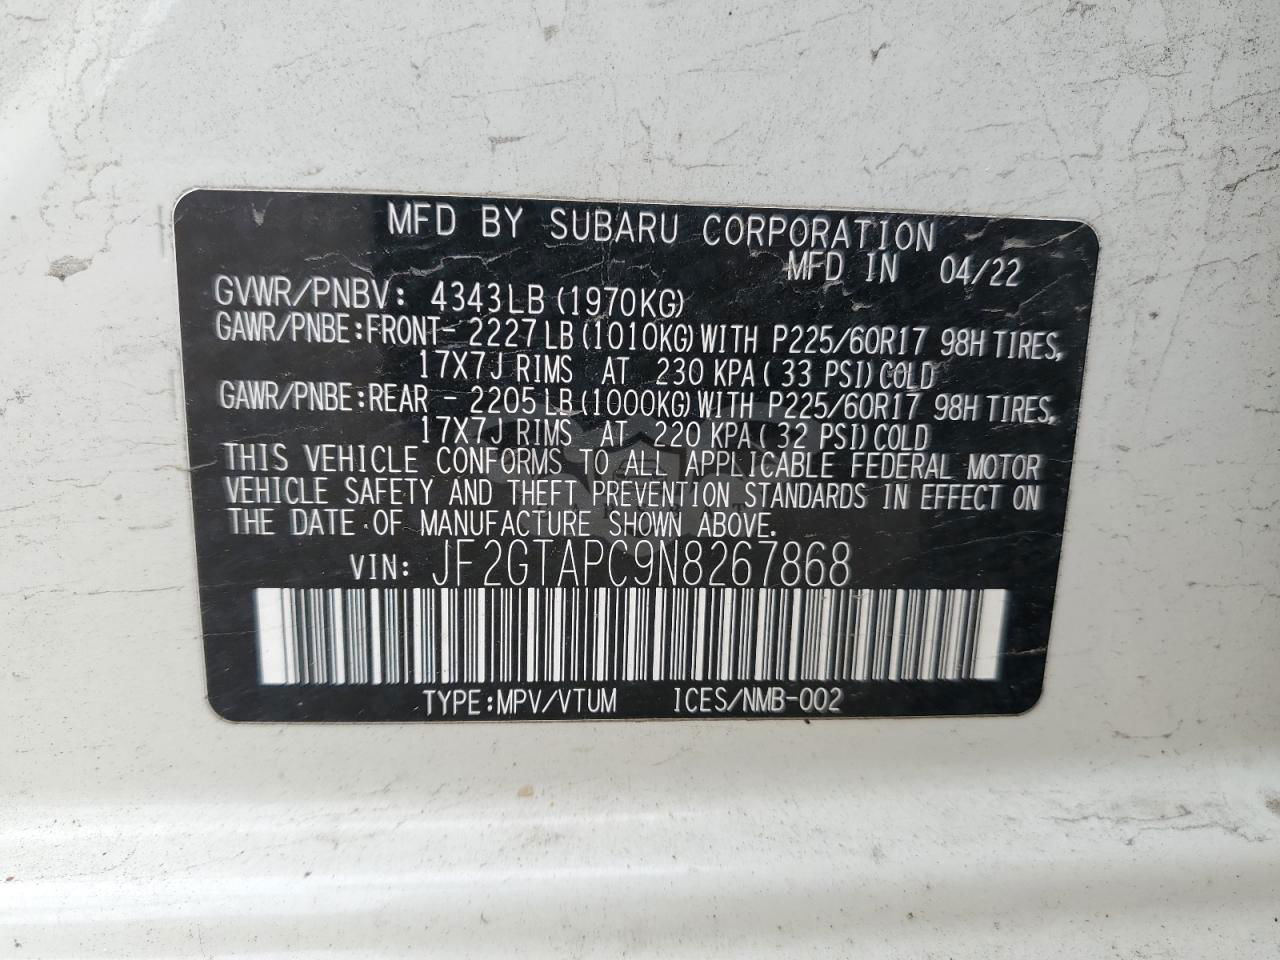 MFD BY SUBARU CORPORATION
MFD IN 04/22
GVWR/PNBV: 4343LB (1970KG)
GAWR/PNBE:FRONT- 2227 LB (1010KG) WITH P225/60R17 98H TIRES,
17X7J RIMS AT 230 KPA ( 33 PSI) COLD
GAWR/PNBE:REAR - 2205 LB (1000KG) WITH P225/60R17 98H TIRES,
17X7J RIMS AT 220 KPA ( 32 PSI) COLD
THIS VEHICLE CONFORMS TO ALL APPLICABLE FEDERAL MOTOR
VEHICLE SAFETY AND THEFT PREVENTION STANDARDS IN EFFECT ON
THE DATE OF MANUFACTURE SHOWN ABOVE.
VIN: JF2GTAPC9N8267868
TYPE:MPV/VTUM ICES/NMB-002